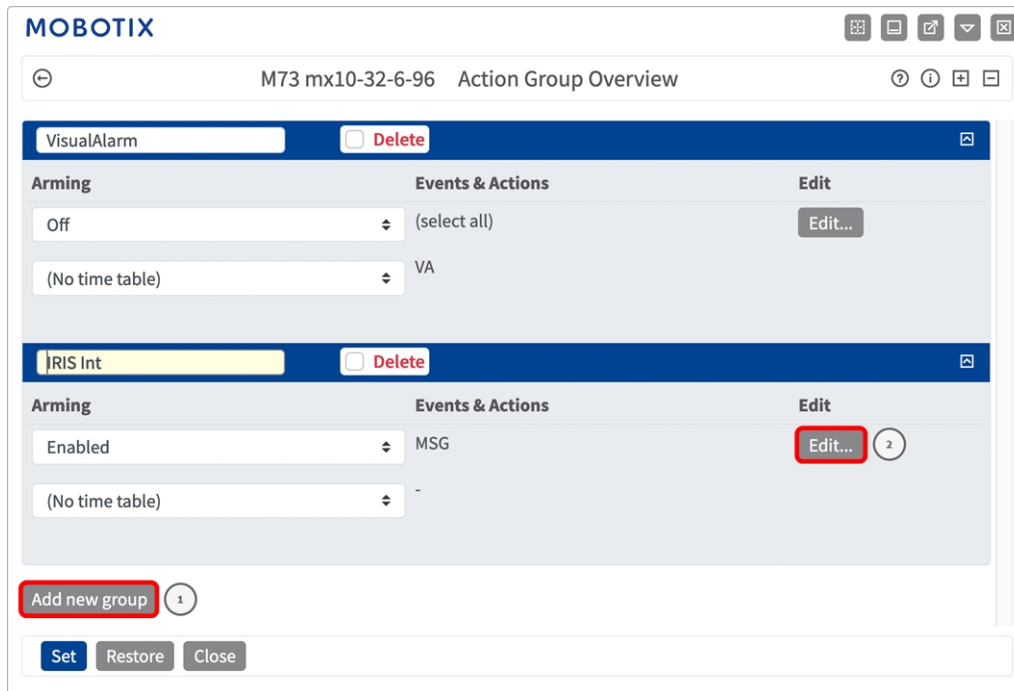 MOBOTIX
M73 mx10-32-6-96 Action Group Overview
VisualAlarm Delete
Arming Events & Actions Edit
Off (select all) Edit...
(No time table) VA
IRIS Int Delete
Arming Events & Actions Edit
Enabled MSG Edit... 2
(No time table) -
Add new group 1
Set Restore Close